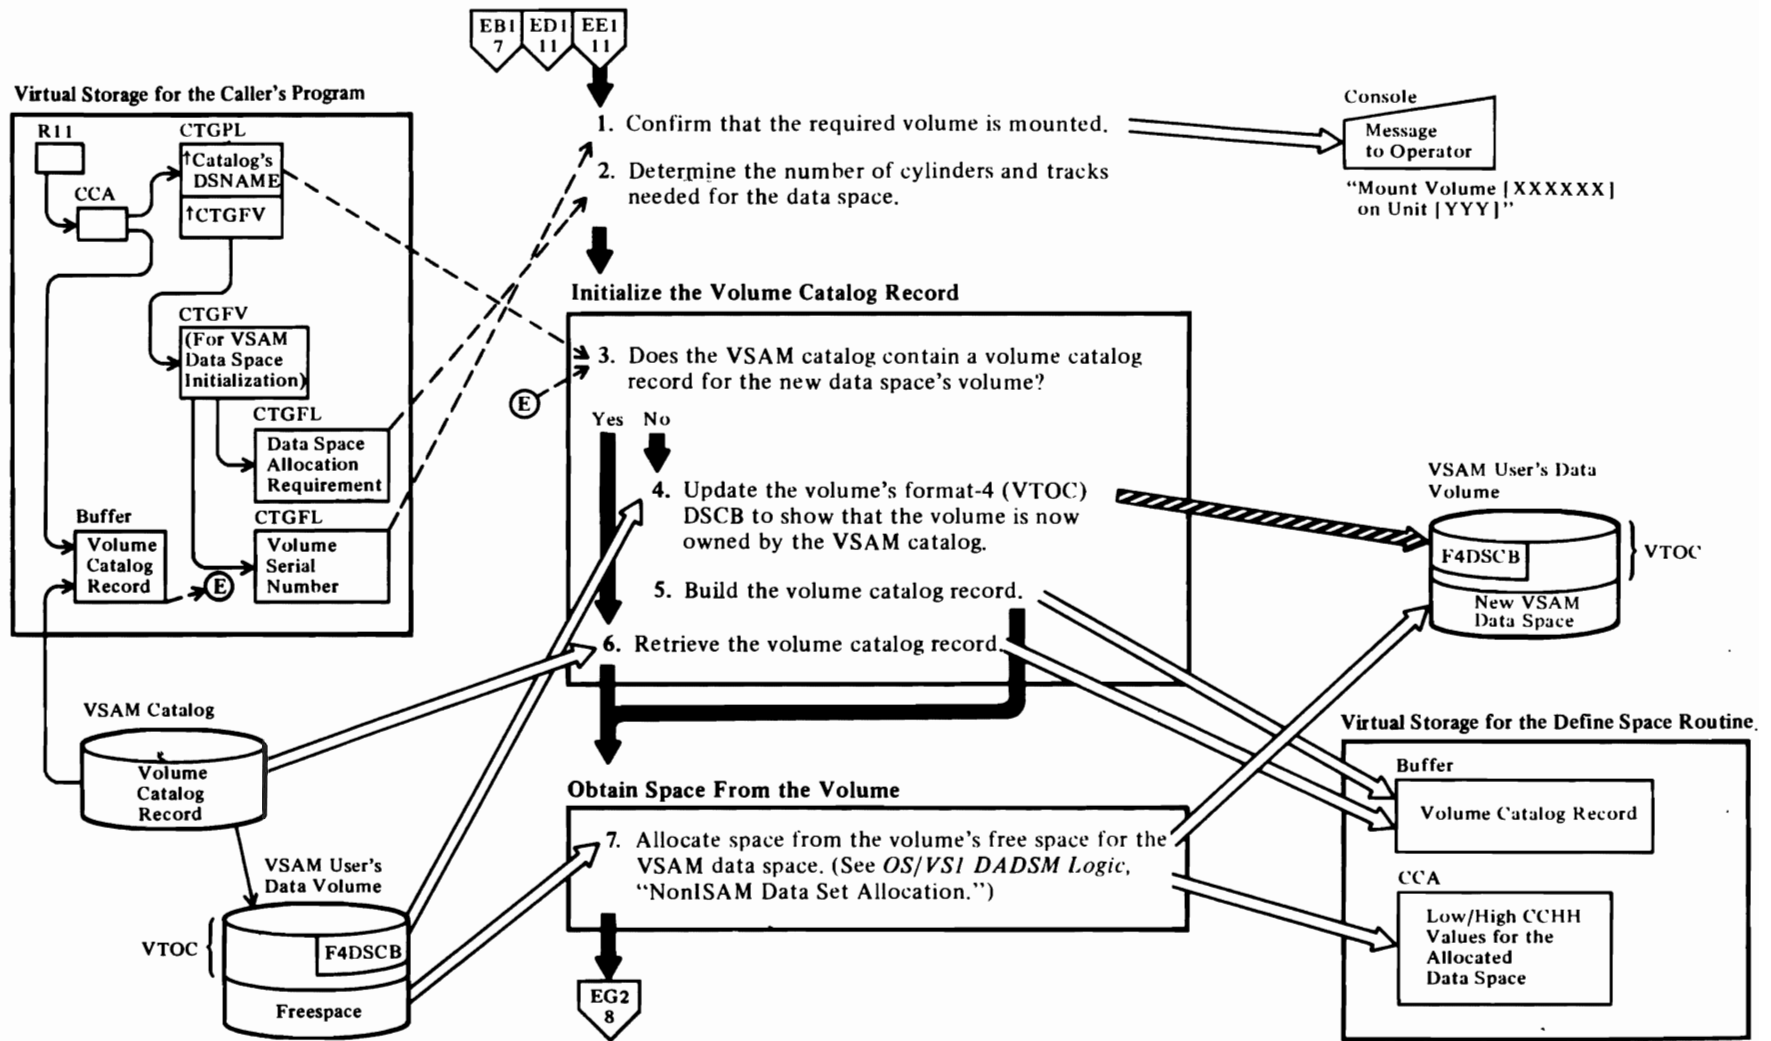 EB1 ED1 EE1
7 11 11
Virtual Storage for the Caller's Program
R11
CTGPL
↑Catalog's
DSNAME
CCA
↑CTGFV
CTGFV
(For VSAM
Data Space
Initialization)
CTGFL
Data Space
Allocation
Requirement
Buffer
Volume
Catalog
Record
E
CTGFL
Volume
Serial
Number
1. Confirm that the required volume is mounted.
2. Determine the number of cylinders and tracks
needed for the data space.
Console
Message
to Operator
“Mount Volume [XXXXXX]
on Unit [YYY]”
Initialize the Volume Catalog Record
3. Does the VSAM catalog contain a volume catalog
record for the new data space's volume?
E
Yes No
4. Update the volume's format-4 (VTOC)
DSCB to show that the volume is now
owned by the VSAM catalog.
5. Build the volume catalog record.
6. Retrieve the volume catalog record.
VSAM User's Data
Volume
F4DSCB
VTOC
New VSAM
Data Space
VSAM Catalog
Volume
Catalog
Record
VSAM User's
Data Volume
VTOC
F4DSCB
Freespace
Obtain Space From the Volume
7. Allocate space from the volume's free space for the
VSAM data space. (See OS/VS1 DADSM Logic,
“NonISAM Data Set Allocation.”)
EG2
8
Virtual Storage for the Define Space Routine
Buffer
Volume Catalog Record
CCA
Low/High CCHH
Values for the
Allocated
Data Space